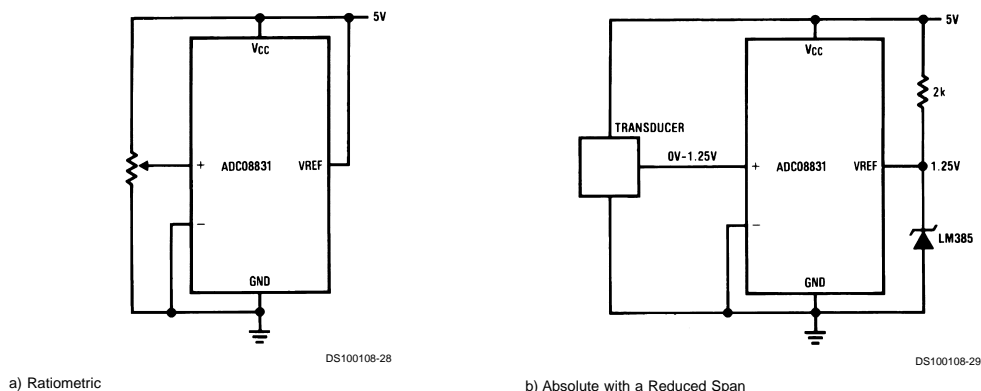 5V
VCC
+
ADC08831
VREF
−
GND
DS100108-28
a) Ratiometric
5V
VCC
2k
TRANSDUCER
0V–1.25V
+
ADC08831
VREF
1.25V
−
LM385
GND
DS100108-29
b) Absolute with a Reduced Span